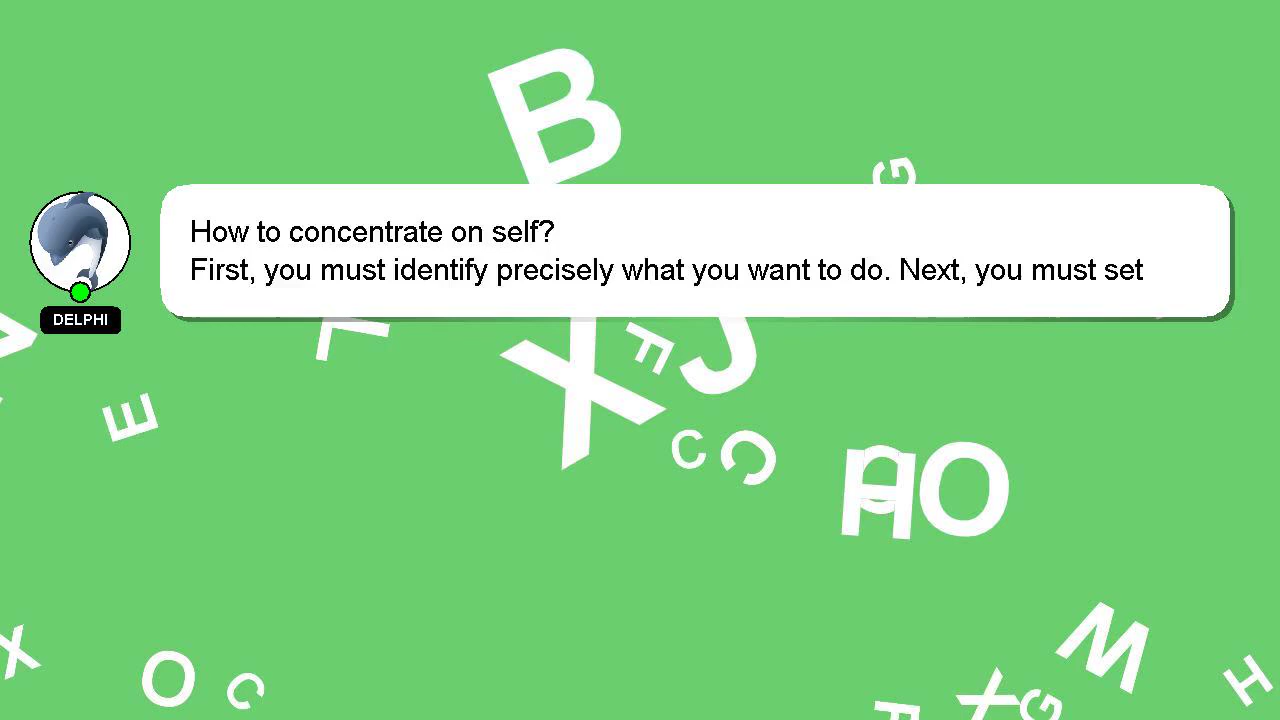 B
G
How to concentrate on self?
First, you must identify precisely what you want to do. Next, you must set
DELPHI
L
X
F
J
E
C
C
H
O
O
X
O
C
M
H
F
X
G